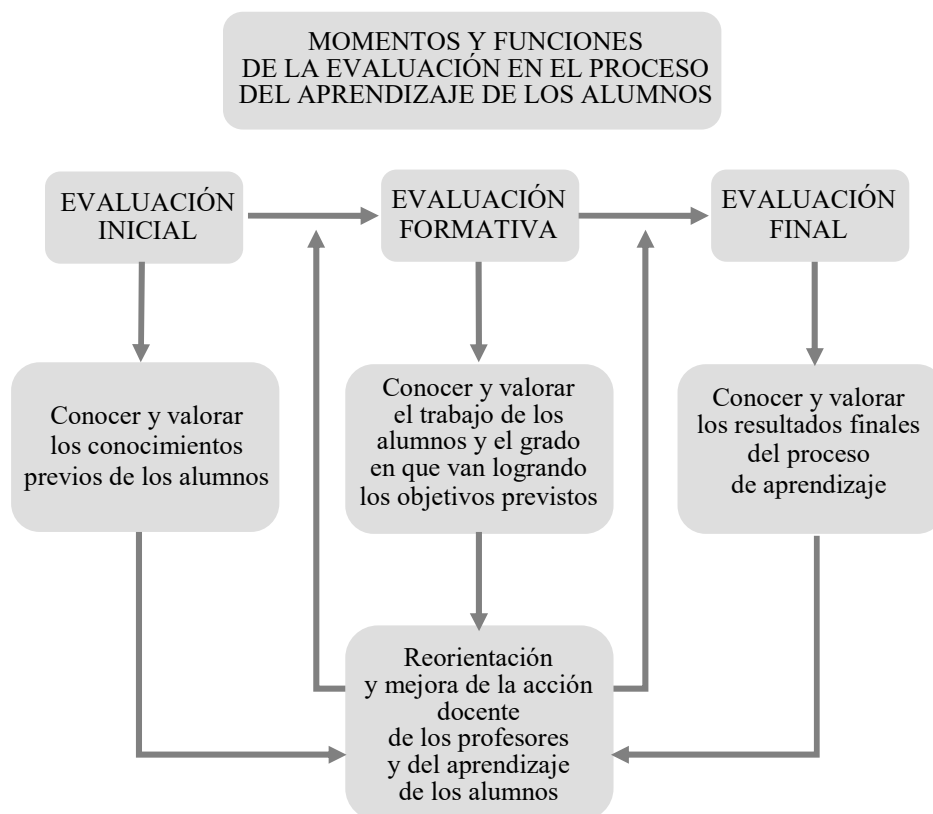 MOMENTOS Y FUNCIONES
DE LA EVALUACIÓN EN EL PROCESO
DEL APRENDIZAJE DE LOS ALUMNOS
EVALUACIÓN
INICIAL
EVALUACIÓN
FORMATIVA
EVALUACIÓN
FINAL
Conocer y valorar
los conocimientos
previos de los alumnos
Conocer y valorar
el trabajo de los
alumnos y el grado
en que van logrando
los objetivos previstos
Conocer y valorar
los resultados finales
del proceso
de aprendizaje
Reorientación
y mejora de la acción
docente
de los profesores
y del aprendizaje
de los alumnos